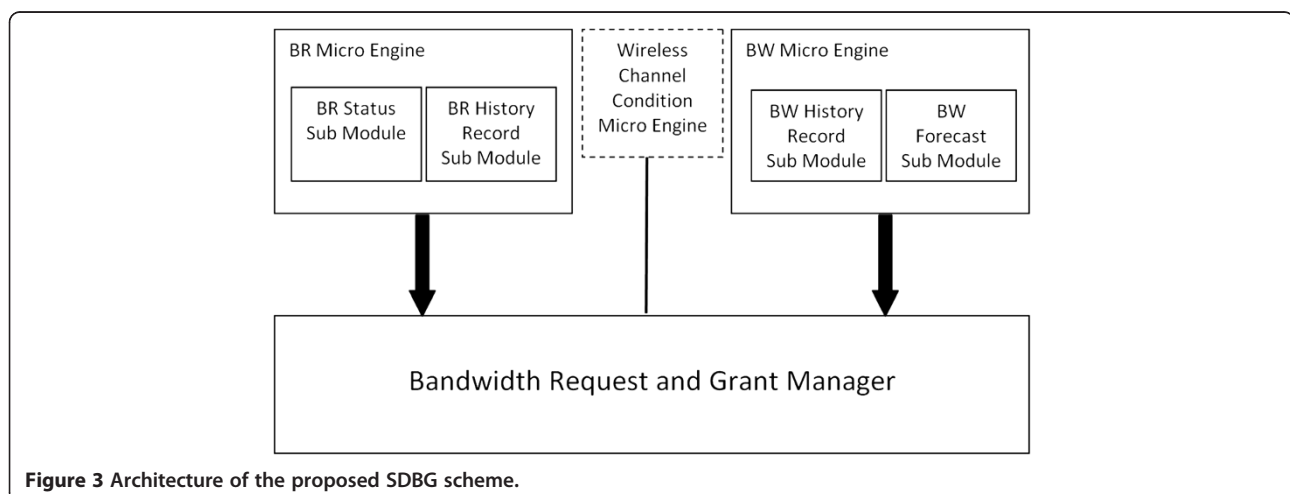 BR Micro Engine
BR Status
Sub Module
BR History
Record
Sub Module
Wireless
Channel
Condition
Micro Engine
BW Micro Engine
BW History
Record
Sub Module
BW
Forecast
Sub Module
Bandwidth Request and Grant Manager
Figure 3 Architecture of the proposed SDBG scheme.